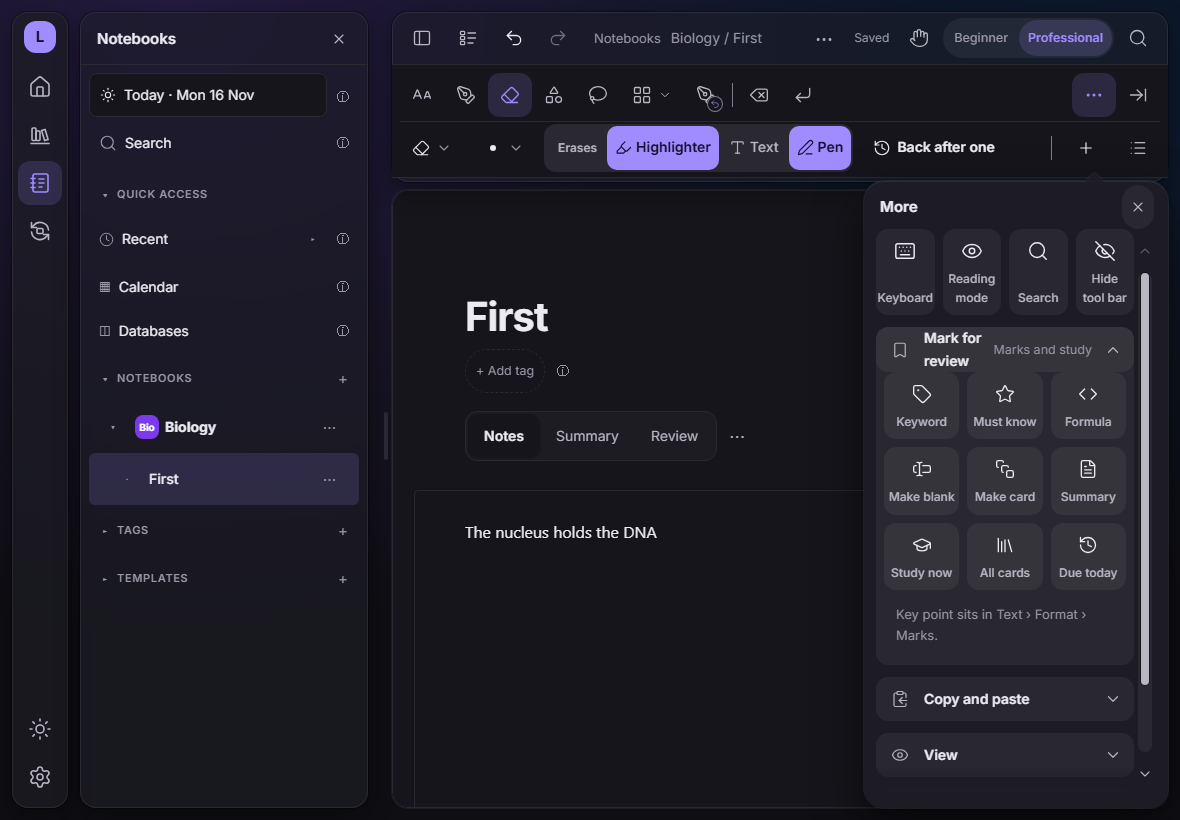 L
Notebooks
Today · Mon 16 Nov
Search
QUICK ACCESS
Recent
Calendar
Databases
NOTEBOOKS
Bio Biology
First
TAGS
TEMPLATES
Notebooks Biology / First
Saved
Beginner Professional
AA
Erases Highlighter Text Pen Back after one
First
+ Add tag
Notes Summary Review
The nucleus holds the DNA
More
Keyboard
Reading mode
Search
Hide tool bar
Mark for review
Marks and study
Keyword Must know Formula
Make blank Make card Summary
Study now All cards Due today
Key point sits in Text › Format ›
Marks.
Copy and paste
View